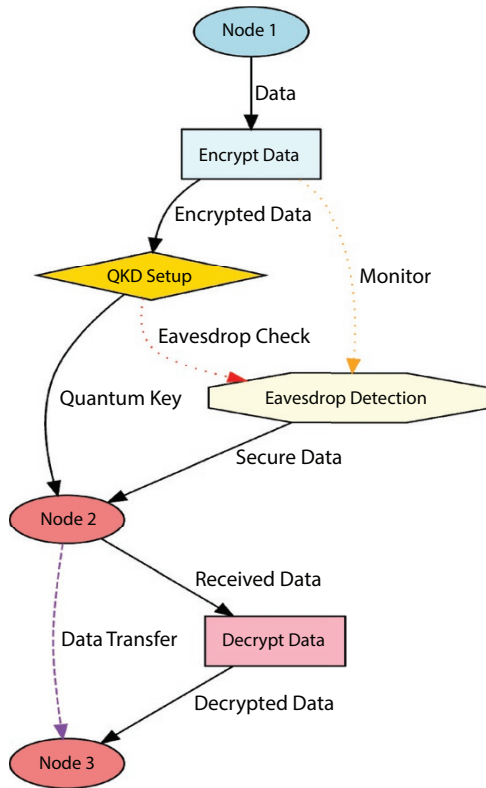 Node 1
Data
Encrypt Data
Encrypted Data
QKD Setup
Monitor
Eavesdrop Check
Quantum Key
Eavesdrop Detection
Secure Data
Node 2
Received Data
Data Transfer
Decrypt Data
Decrypted Data
Node 3